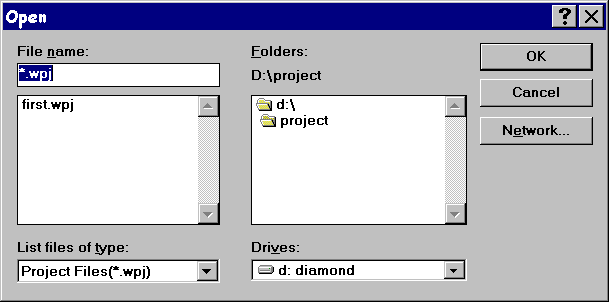 Open
File name:
*.wpj
first.wpj
List files of type:
Project Files(*.wpj)
Folders:
D:\project
d:\
project
Drives:
d: diamond
OK
Cancel
Network...